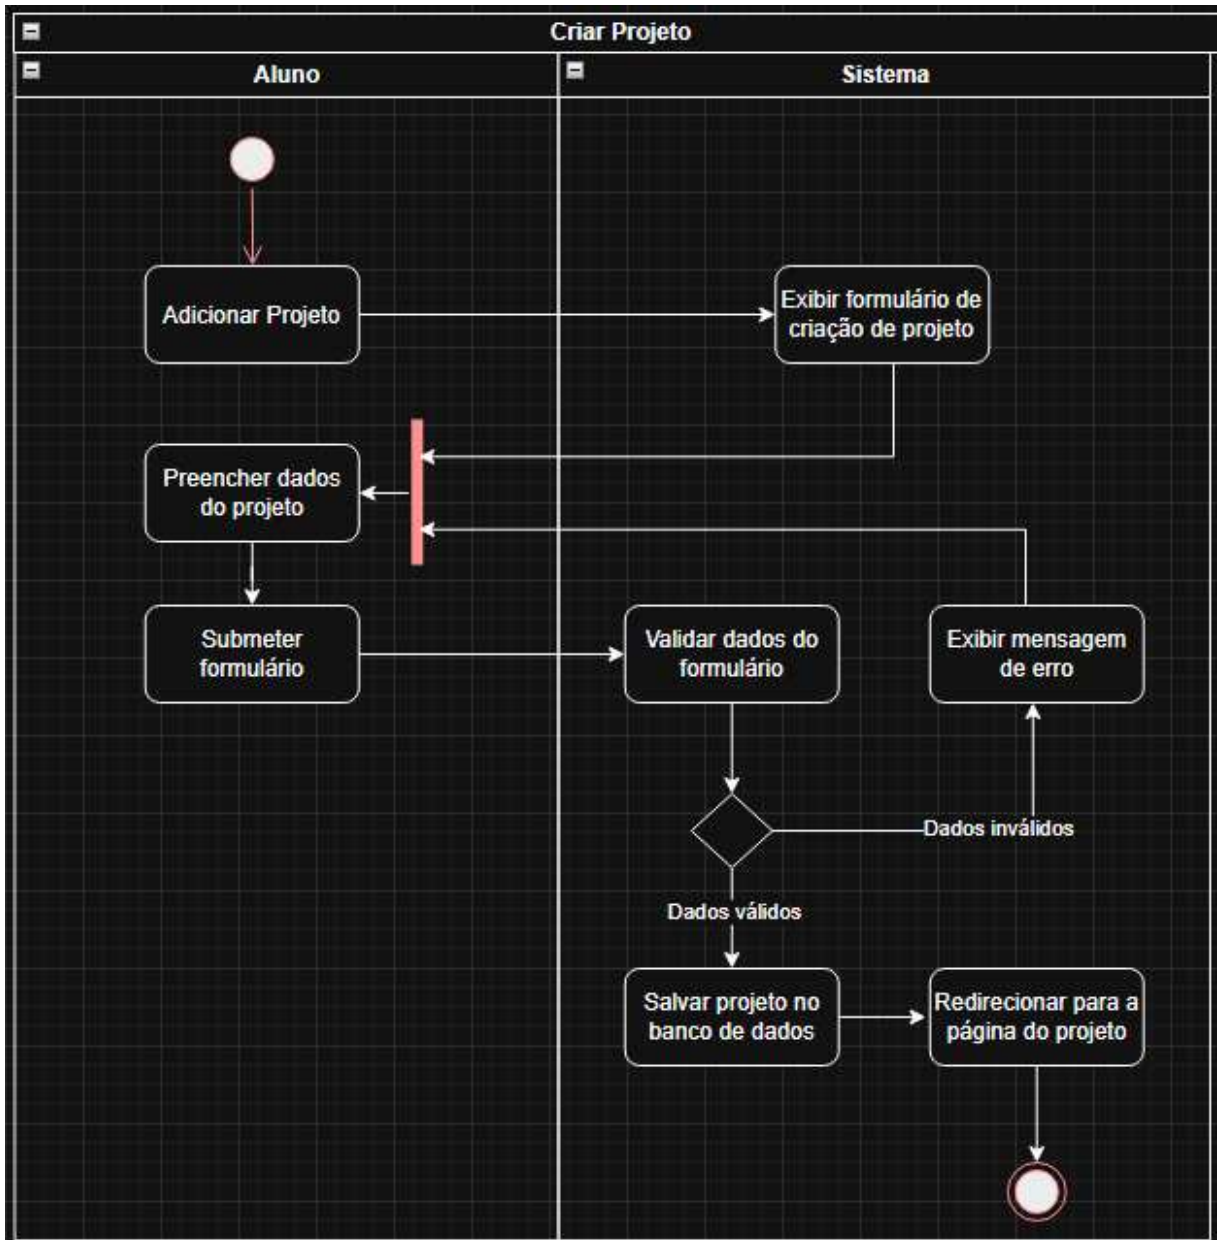 Criar Projeto
Aluno
Sistema
Adicionar Projeto
Exibir formulário de
criação de projeto
Preencher dados
do projeto
Submeter
formulário
Validar dados do
formulário
Exibir mensagem
de erro
Dados inválidos
Dados válidos
Salvar projeto no
banco de dados
Redirecionar para a
página do projeto